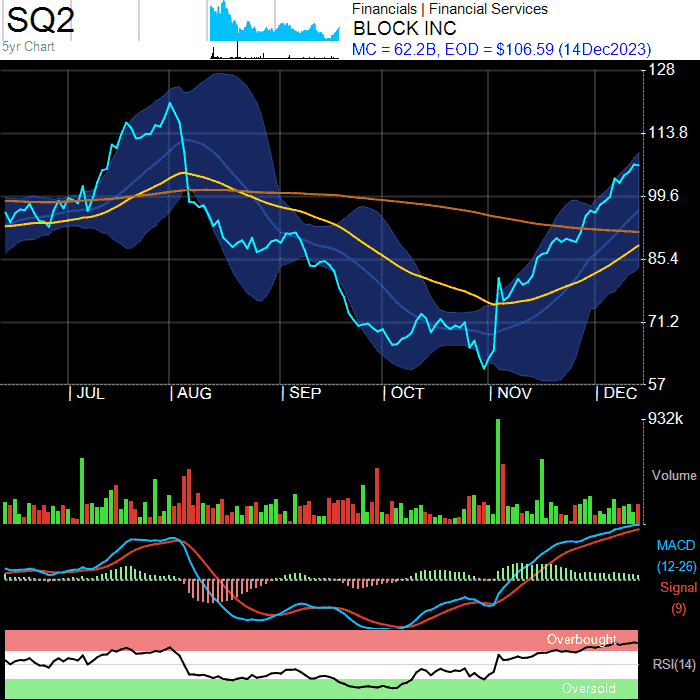 SQ2
5yr Chart
Financials | Financial Services
BLOCK INC
MC = 62.2B, EOD = $106.59 (14Dec2023)
128
113.8
99.6
85.4
71.2
57
| JUL | AUG | SEP | OCT | NOV | DEC
932k
Volume
MACD
(12-26)
Signal
(9)
Overbought
RSI(14)
Oversold